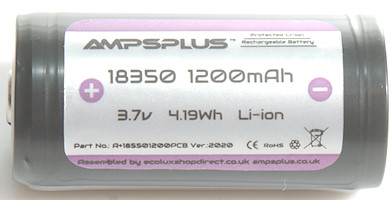 AMPSPLUS™
Protected Li-ion
Rechargeable Battery
18350 1200mAh
3.7v 4.19Wh Li-ion
Part No.: A+185501200PCB Ver:2020 CE RoHS
Assembled by ecoluxshopdirect.co.uk ampsplus.co.uk